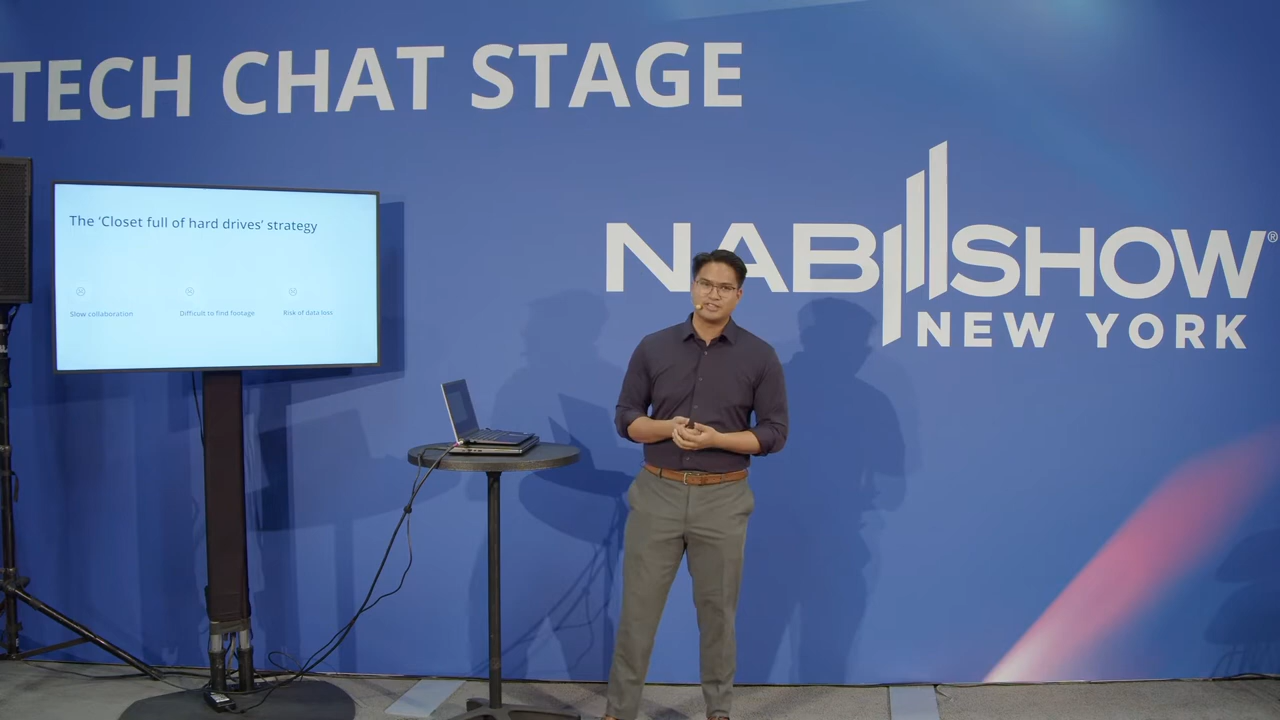 TECH CHAT STAGE
The 'Closet full of hard drives' strategy
Slow collaboration
Difficult to find footage
Risk of data loss
NAB SHOW®
NEW YORK